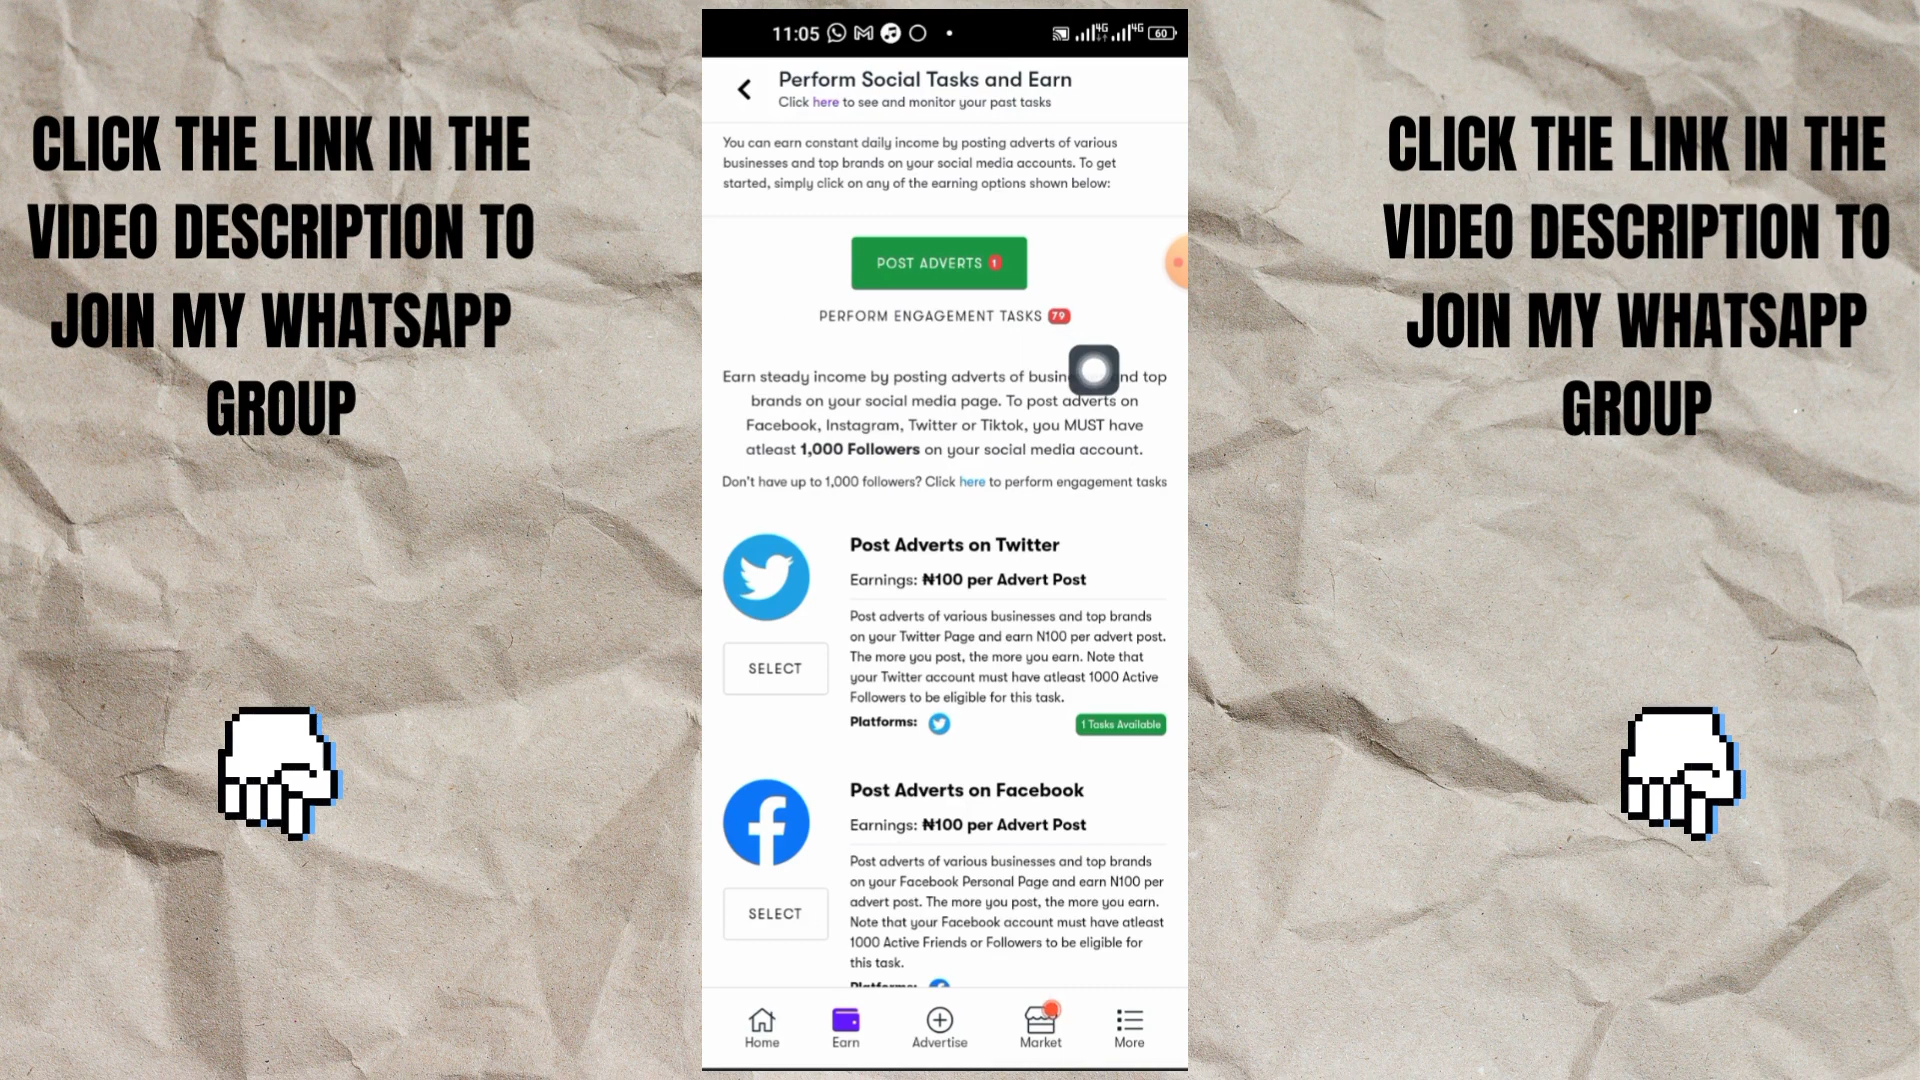 CLICK THE LINK IN THE
VIDEO DESCRIPTION TO
JOIN MY WHATSAPP
GROUP
11:05
4G
4G
60
Perform Social Tasks and Earn
Click here to see and monitor your past tasks
You can earn constant daily income by posting adverts of various
businesses and top brands on your social media accounts. To get
started, simply click on any of the earning options shown below:
POST ADVERTS 1
PERFORM ENGAGEMENT TASKS 79
Earn steady income by posting adverts of busin nd top
brands on your social media page. To post adverts on
Facebook, Instagram, Twitter or Tiktok, you MUST have
atleast 1,000 Followers on your social media account.
Don't have up to 1,000 followers? Click here to perform engagement tasks
Post Adverts on Twitter
Earnings: ₦100 per Advert Post
Post adverts of various businesses and top brands
on your Twitter Page and earn N100 per advert post.
The more you post, the more you earn. Note that
your Twitter account must have atleast 1000 Active
Followers to be eligible for this task.
SELECT
Platforms:
1 Tasks Available
Post Adverts on Facebook
Earnings: ₦100 per Advert Post
Post adverts of various businesses and top brands
on your Facebook Personal Page and earn N100 per
advert post. The more you post, the more you earn.
Note that your Facebook account must have atleast
1000 Active Friends or Followers to be eligible for
this task.
SELECT
Platforms:
Home
Earn
Advertise
Market
More
CLICK THE LINK IN THE
VIDEO DESCRIPTION TO
JOIN MY WHATSAPP
GROUP